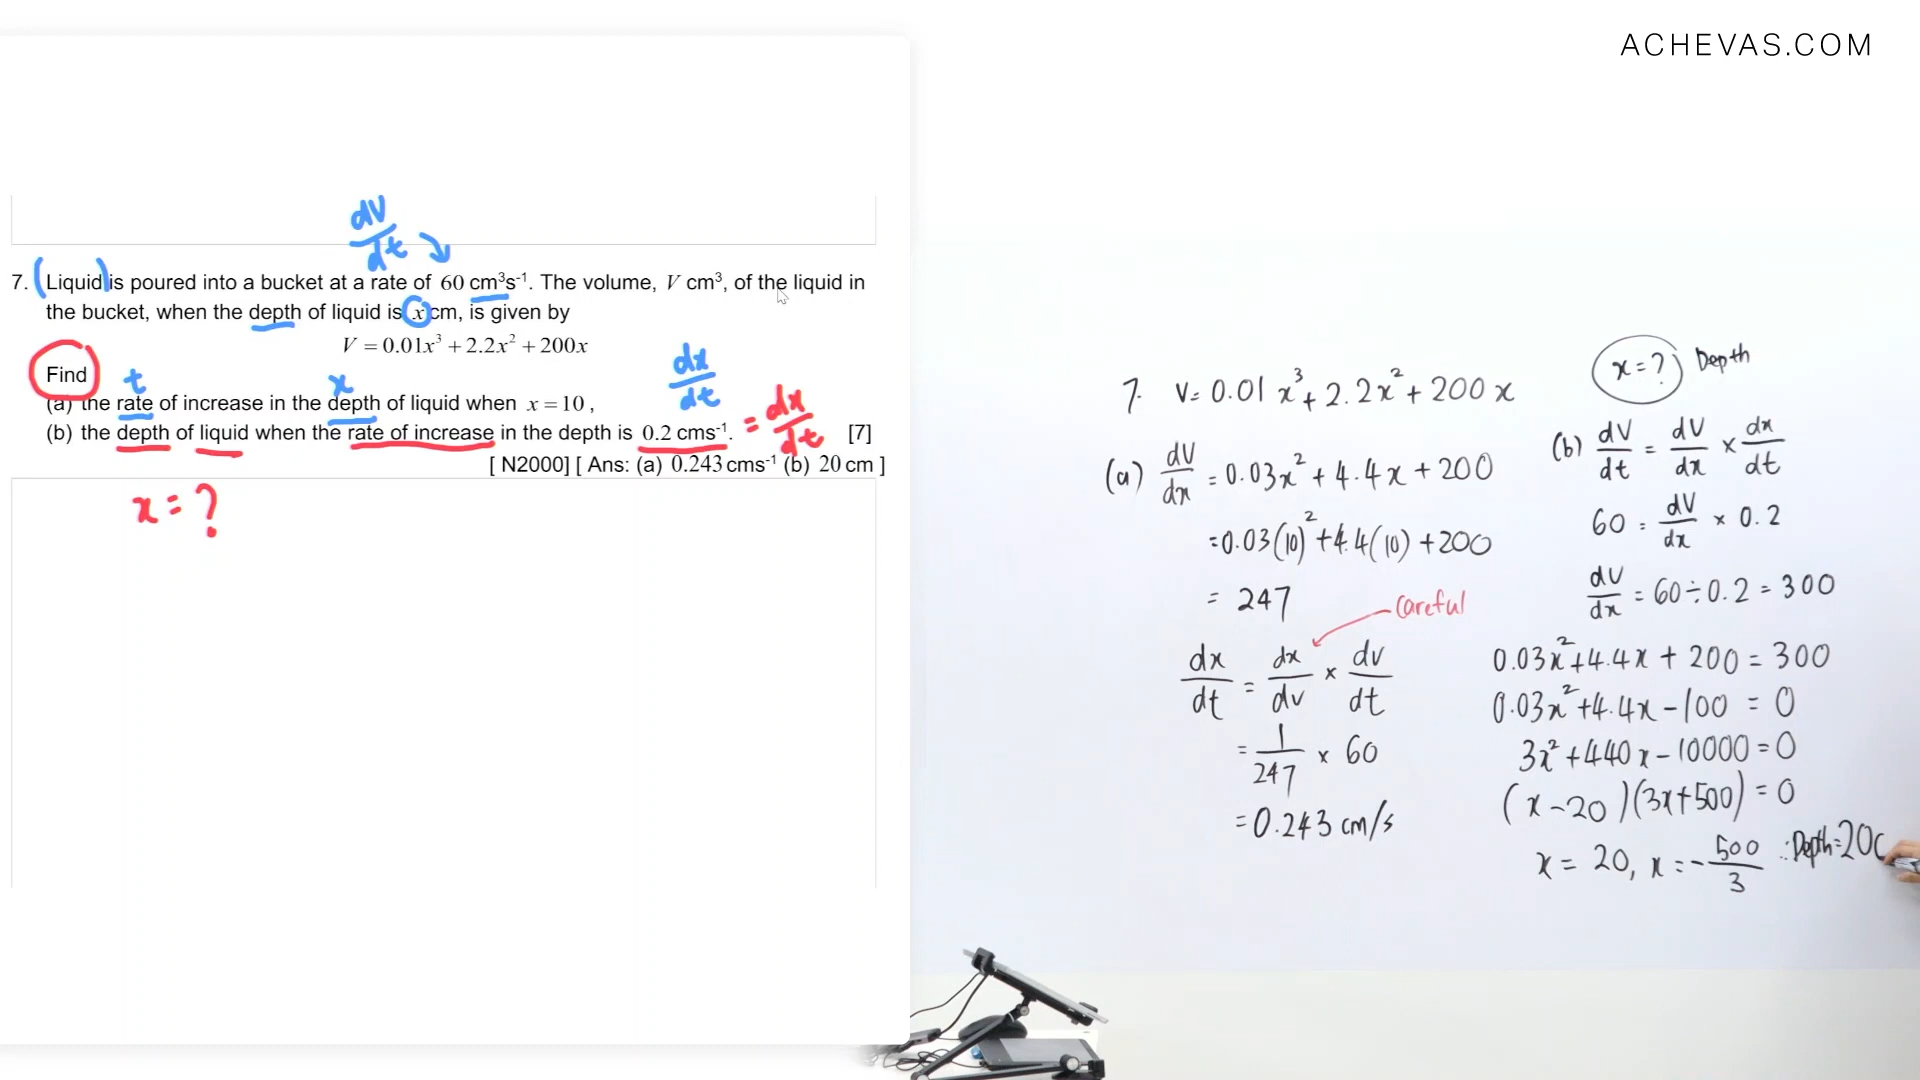 ACHEVAS.COM
dV/dt
7. (Liquid) is poured into a bucket at a rate of 60 cm³s⁻¹. The volume, V cm³, of the liquid in
the bucket, when the depth of liquid is x cm, is given by
V = 0.01x³ + 2.2x² + 200x
Find
t
x
dx/dt
(a) the rate of increase in the depth of liquid when x = 10 ,
= dx/dt
(b) the depth of liquid when the rate of increase in the depth is 0.2 cms⁻¹. [7]
[ N2000] [ Ans: (a) 0.243 cms⁻¹ (b) 20 cm ]
x = ?
7. V = 0.01x³ + 2.2x² + 200x
(a) dV/dx = 0.03x² + 4.4x + 200
= 0.03(10)² + 4.4(10) + 200
= 247
Careful
dx/dt = dx/dv × dv/dt
= 1/247 × 60
= 0.243 cm/s
x = ? Depth
(b) dV/dt = dV/dx × dx/dt
60 = dV/dx × 0.2
dV/dx = 60 ÷ 0.2 = 300
0.03x² + 4.4x + 200 = 300
0.03x² + 4.4x - 100 = 0
3x² + 440x - 10000 = 0
(x - 20)(3x + 500) = 0
x = 20, x = - 500/3 ∴ Depth = 20c